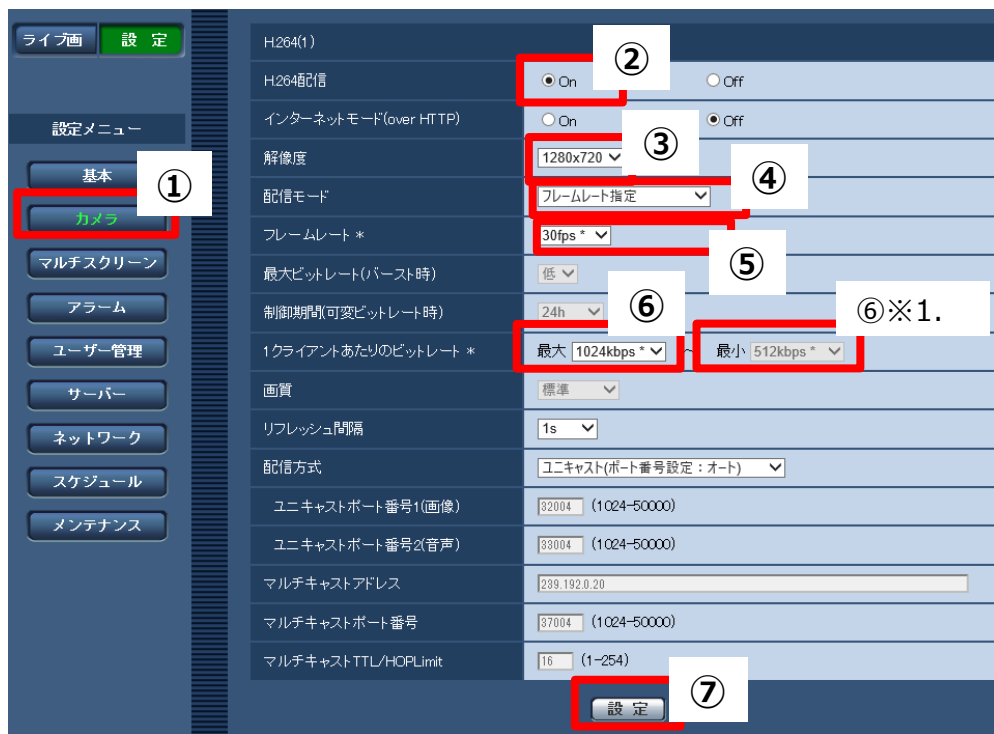 ライブ画 設 定
設定メニュー
基本
①
カメラ
マルチスクリーン
アラーム
ユーザー管理
サーバー
ネットワーク
スケジュール
メンテナンス
H.264(1)
②
H.264配信 On Off
インターネットモード(over HTTP) On Off
③
解像度 1280x720
④
配信モード フレームレート指定
フレームレート * 30fps *
⑤
最大ビットレート(バースト時) 低
制御期間(可変ビットレート時) 24h
⑥ ⑥※1.
1クライアントあたりのビットレート * 最大 1024kbps * ~ 最小 512kbps *
画質 標準
リフレッシュ間隔 1s
配信方式 ユニキャスト(ポート番号設定：オート)
ユニキャストポート番号1(画像) 32004 (1024-50000)
ユニキャストポート番号2(音声) 33004 (1024-50000)
マルチキャストアドレス 239.192.0.20
マルチキャストポート番号 37004 (1024-50000)
マルチキャストTTL/HOPLimit 16 (1-254)
設 定 ⑦